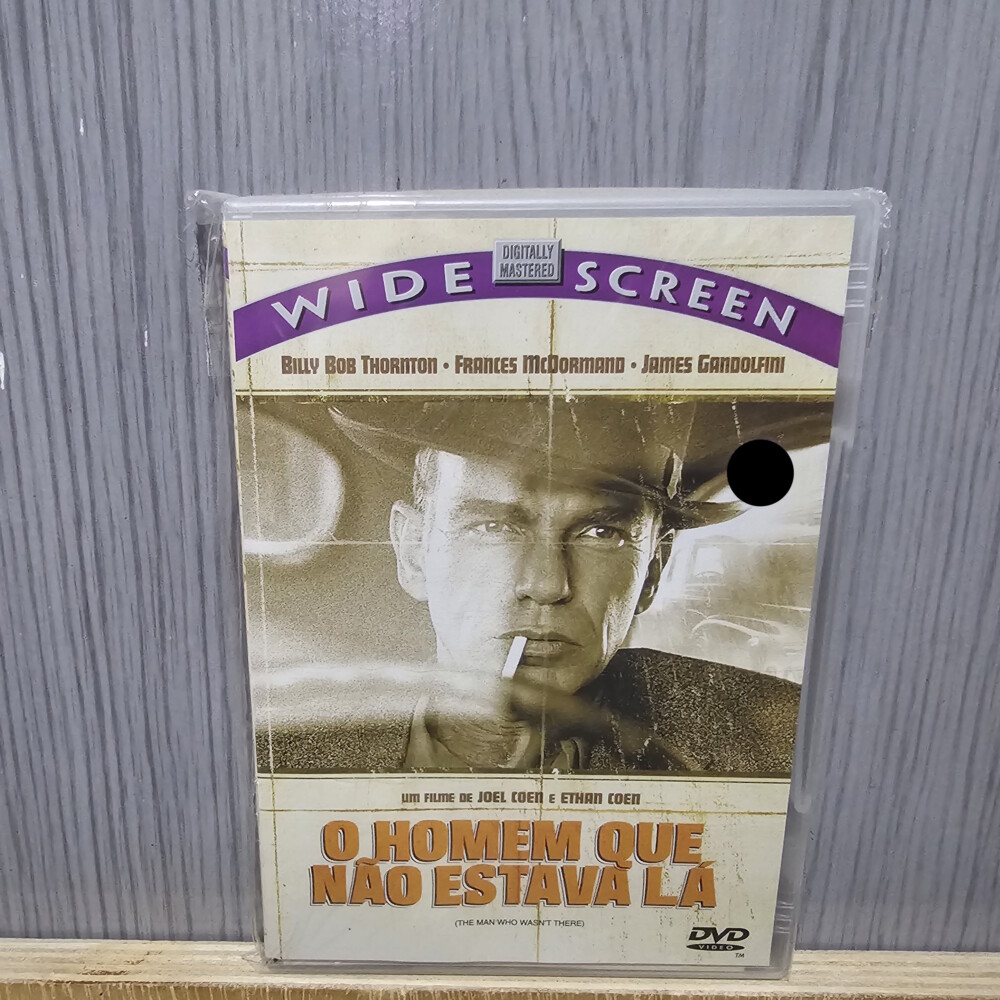 WIDE SCREEN
DIGITALLY
MASTERED
BILLY BOB THORNTON • FRANCES MCDORMAND • JAMES GANDOLFINI
UM FILME DE JOEL COEN E ETHAN COEN
O HOMEM QUE
NÃO ESTAVA LÁ
(THE MAN WHO WASN'T THERE)
DVD
VIDEO
TM